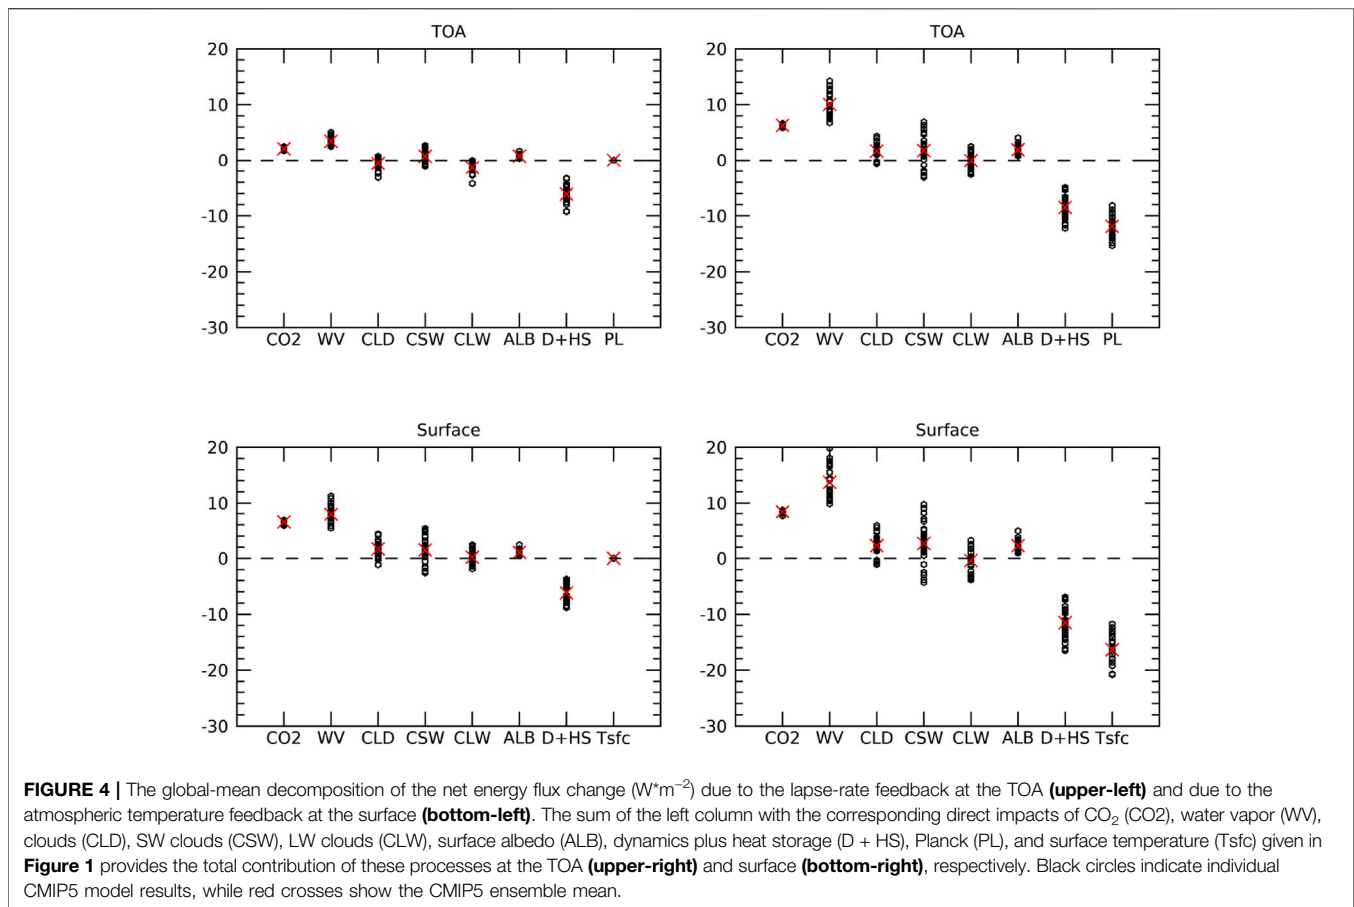 TOA
20
10
0
-10
-20
-30
CO2 WV CLD CSW CLW ALB D+HS PL
TOA
20
10
0
-10
-20
-30
CO2 WV CLD CSW CLW ALB D+HS PL
Surface
20
10
0
-10
-20
-30
CO2 WV CLD CSW CLW ALB D+HS Tsfc
Surface
20
10
0
-10
-20
-30
CO2 WV CLD CSW CLW ALB D+HS Tsfc
FIGURE 4 | The global-mean decomposition of the net energy flux change (W*m⁻²) due to the lapse-rate feedback at the TOA (upper-left) and due to the
atmospheric temperature feedback at the surface (bottom-left). The sum of the left column with the corresponding direct impacts of CO₂ (CO2), water vapor (WV),
clouds (CLD), SW clouds (CSW), LW clouds (CLW), surface albedo (ALB), dynamics plus heat storage (D + HS), Planck (PL), and surface temperature (Tsfc) given in
Figure 1 provides the total contribution of these processes at the TOA (upper-right) and surface (bottom-right), respectively. Black circles indicate individual
CMIP5 model results, while red crosses show the CMIP5 ensemble mean.